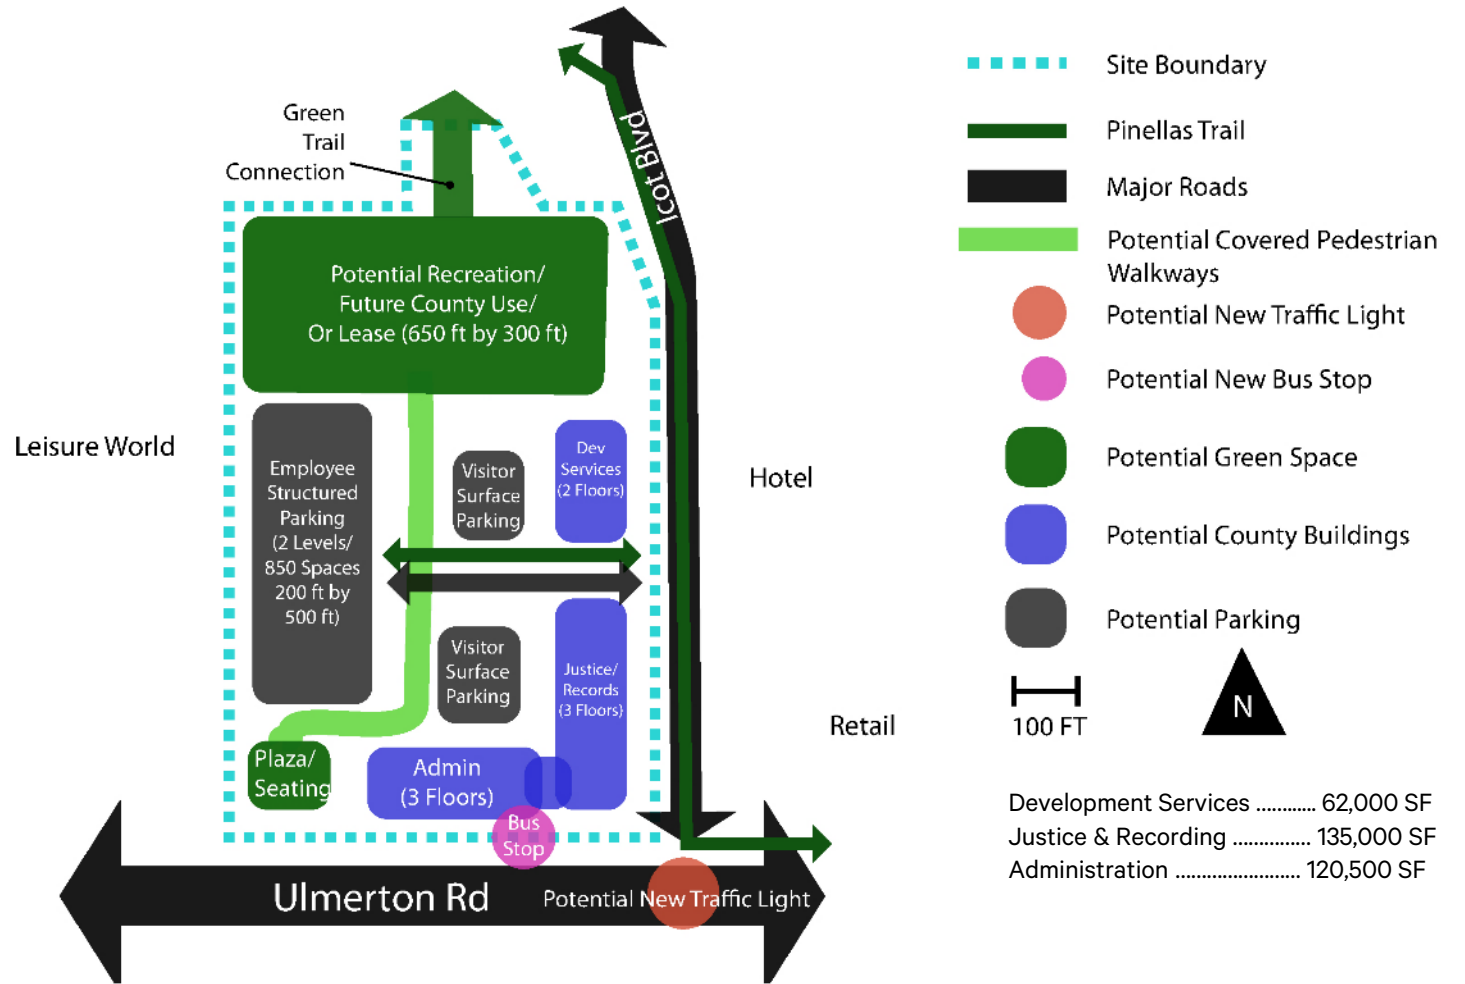 Green
Trail
Connection
Icot Blvd
Potential Recreation/
Future County Use/
Or Lease (650 ft by 300 ft)
Leisure World
Employee
Structured
Parking
(2 Levels/
850 Spaces
200 ft by
500 ft)
Visitor
Surface
Parking
Dev
Services
(2 Floors)
Hotel
Visitor
Surface
Parking
Justice/
Records
(3 Floors)
Retail
Plaza/
Seating
Admin
(3 Floors)
Bus
Stop
Ulmerton Rd
Potential New Traffic Light
Site Boundary
Pinellas Trail
Major Roads
Potential Covered Pedestrian
Walkways
Potential New Traffic Light
Potential New Bus Stop
Potential Green Space
Potential County Buildings
Potential Parking
100 FT
N
Development Services ............ 62,000 SF
Justice & Recording ............... 135,000 SF
Administration ........................ 120,500 SF